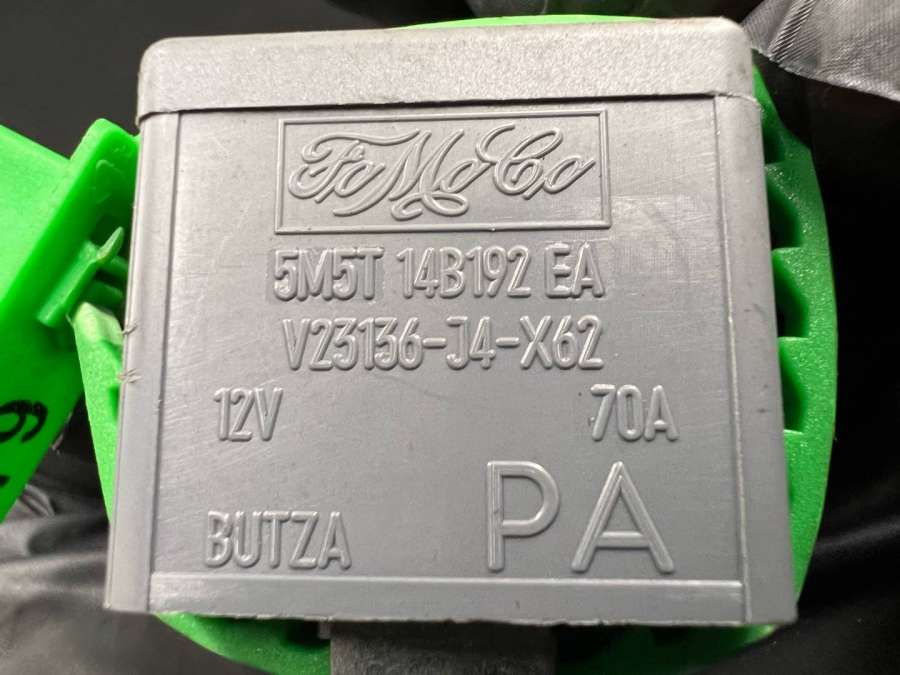 FoMoCo
5M5T 14B192 EA
V23136-J4-X62
12V 70A
BUTZA PA